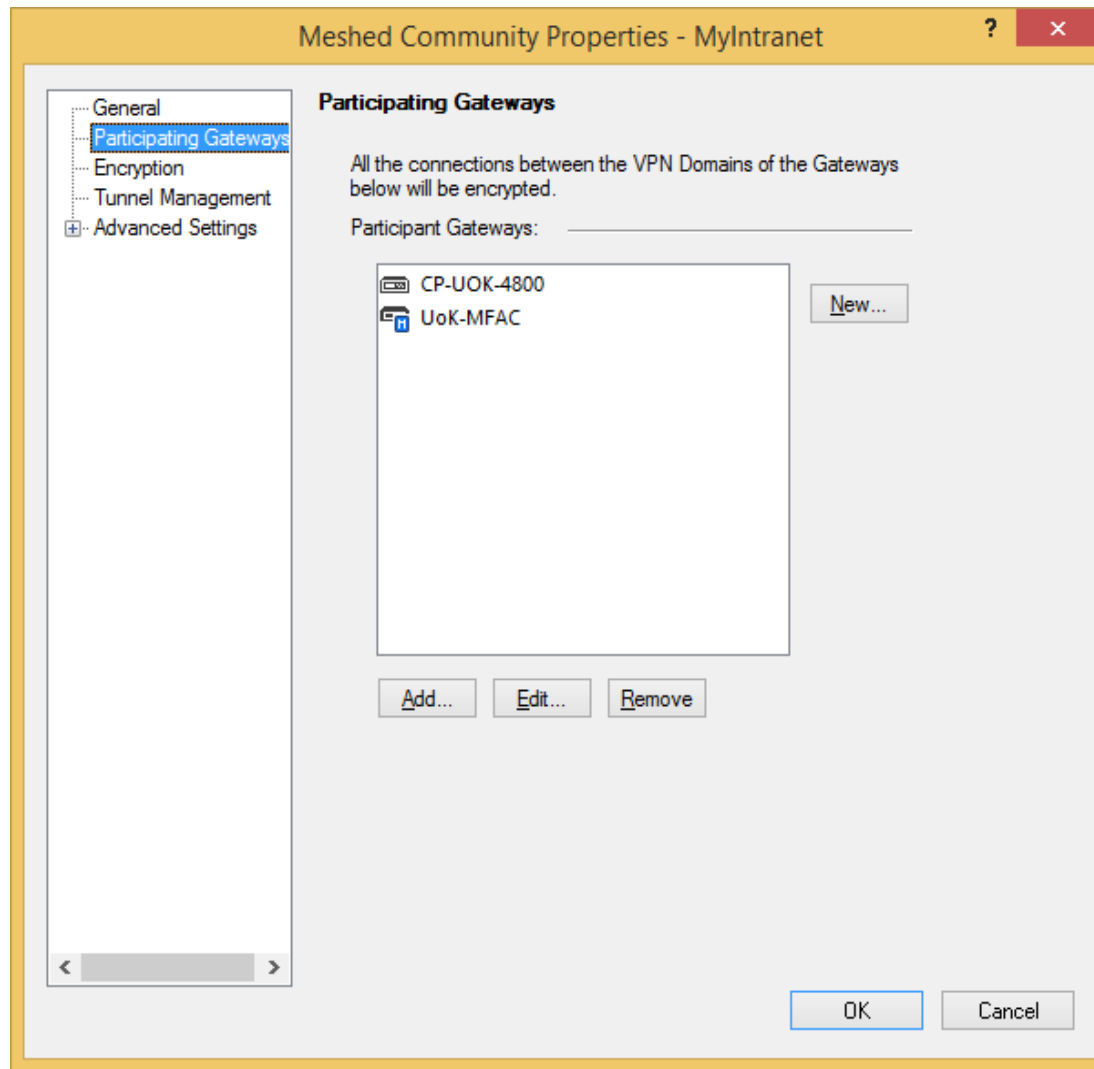 Meshed Community Properties - MyIntranet
?
General
Participating Gateways
Encryption
Tunnel Management
Advanced Settings
Participating Gateways
All the connections between the VPN Domains of the Gateways
below will be encrypted.
Participant Gateways:
CP-UOK-4800
M UoK-MFAC
New...
Add... Edit... Remove
OK Cancel